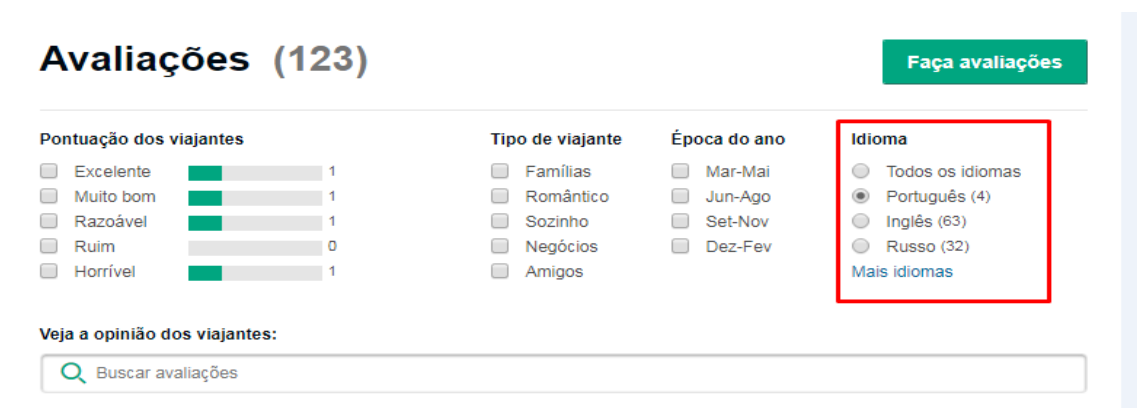 Avaliações (123)
Faça avaliações
Pontuação dos viajantes
Excelente 1
Muito bom 1
Razoável 1
Ruim 0
Horrível 1
Tipo de viajante
Famílias
Romântico
Sozinho
Negócios
Amigos
Época do ano
Mar-Mai
Jun-Ago
Set-Nov
Dez-Fev
Idioma
Todos os idiomas
Português (4)
Inglês (63)
Russo (32)
Mais idiomas
Veja a opinião dos viajantes:
Buscar avaliações